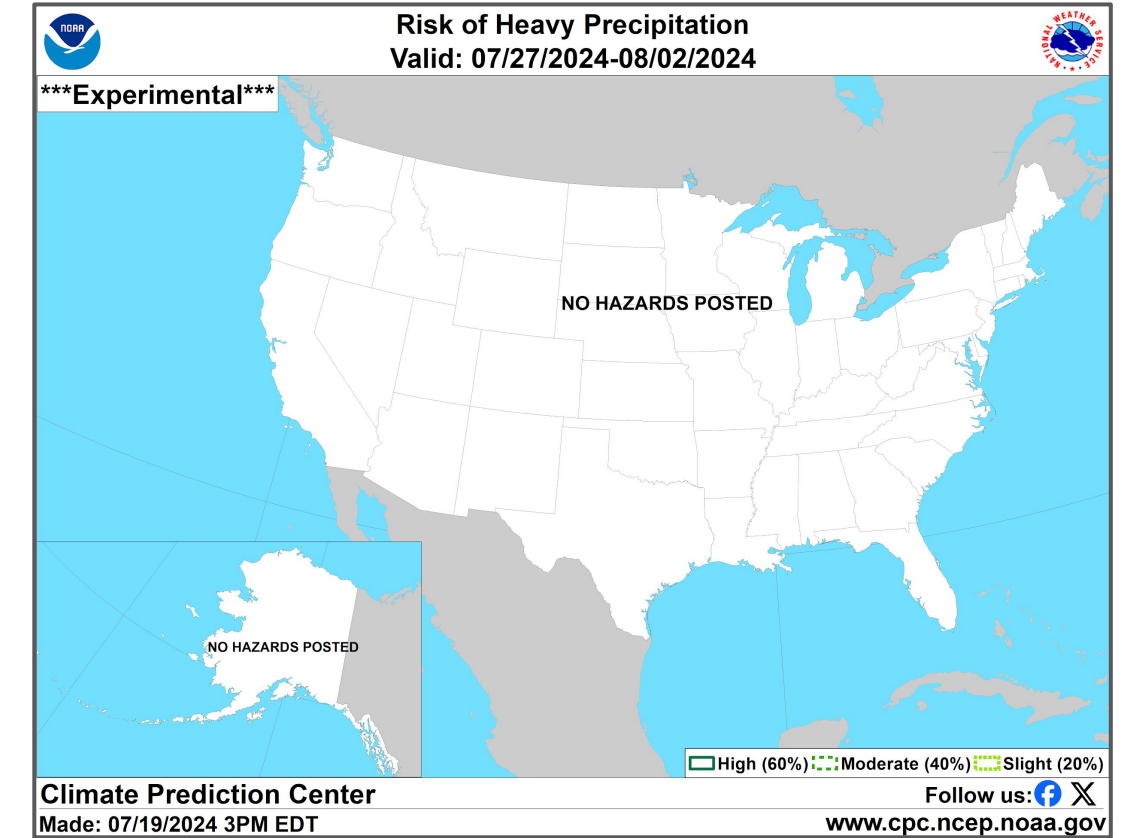 NOAA
Risk of Heavy Precipitation
Valid: 07/27/2024-08/02/2024
NATIONAL WEATHER SERVICE
***Experimental***
NO HAZARDS POSTED
NO HAZARDS POSTED
High (60%) Moderate (40%) Slight (20%)
Climate Prediction Center
Follow us:
Made: 07/19/2024 3PM EDT
www.cpc.ncep.noaa.gov